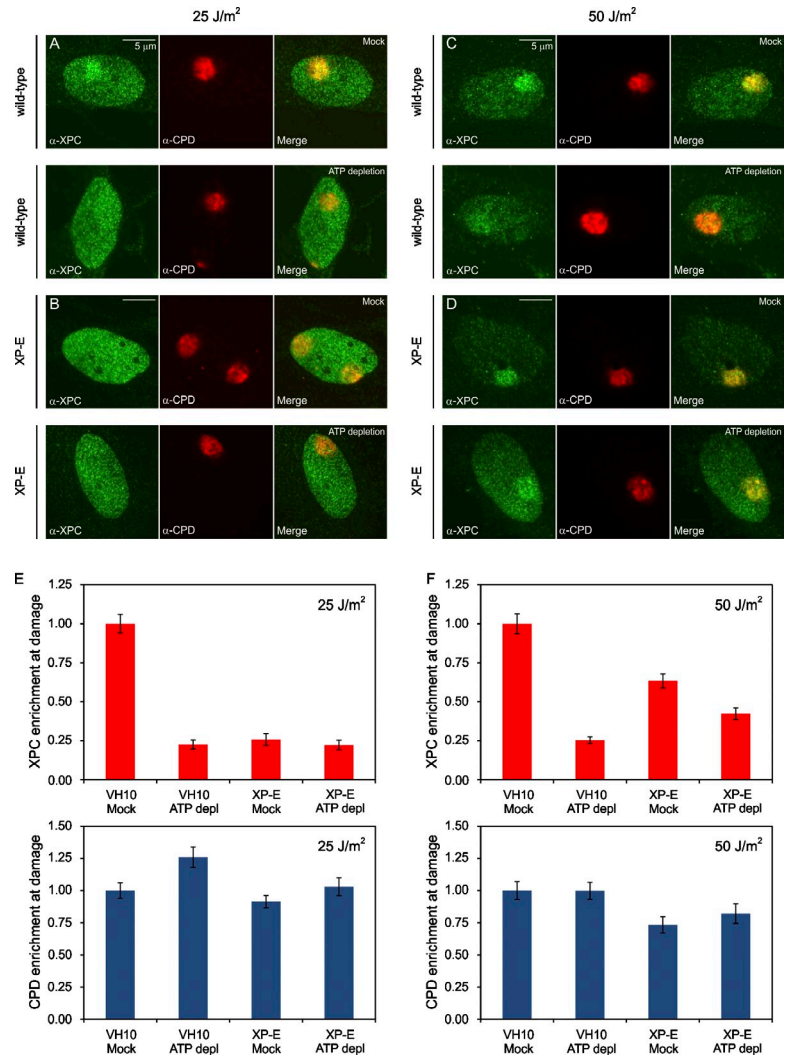 25 J/m²
50 J/m²
wild-type
A
5 µm
α-XPC
α-CPD
Mock
Merge
wild-type
C
5 µm
α-XPC
α-CPD
Mock
Merge
wild-type
α-XPC
α-CPD
ATP depletion
Merge
wild-type
α-XPC
α-CPD
ATP depletion
Merge
XP-E
B
α-XPC
α-CPD
Mock
Merge
XP-E
D
α-XPC
α-CPD
Mock
Merge
XP-E
α-XPC
α-CPD
ATP depletion
Merge
XP-E
α-XPC
α-CPD
ATP depletion
Merge
E
XPC enrichment at damage
25 J/m²
1.25
1.00
0.75
0.50
0.25
0.00
VH10 Mock
VH10 ATP depl
XP-E Mock
XP-E ATP depl
F
XPC enrichment at damage
50 J/m²
1.25
1.00
0.75
0.50
0.25
0.00
VH10 Mock
VH10 ATP depl
XP-E Mock
XP-E ATP depl
CPD enrichment at damage
25 J/m²
1.50
1.25
1.00
0.75
0.50
0.25
0.00
VH10 Mock
VH10 ATP depl
XP-E Mock
XP-E ATP depl
CPD enrichment at damage
50 J/m²
1.50
1.25
1.00
0.75
0.50
0.25
0.00
VH10 Mock
VH10 ATP depl
XP-E Mock
XP-E ATP depl